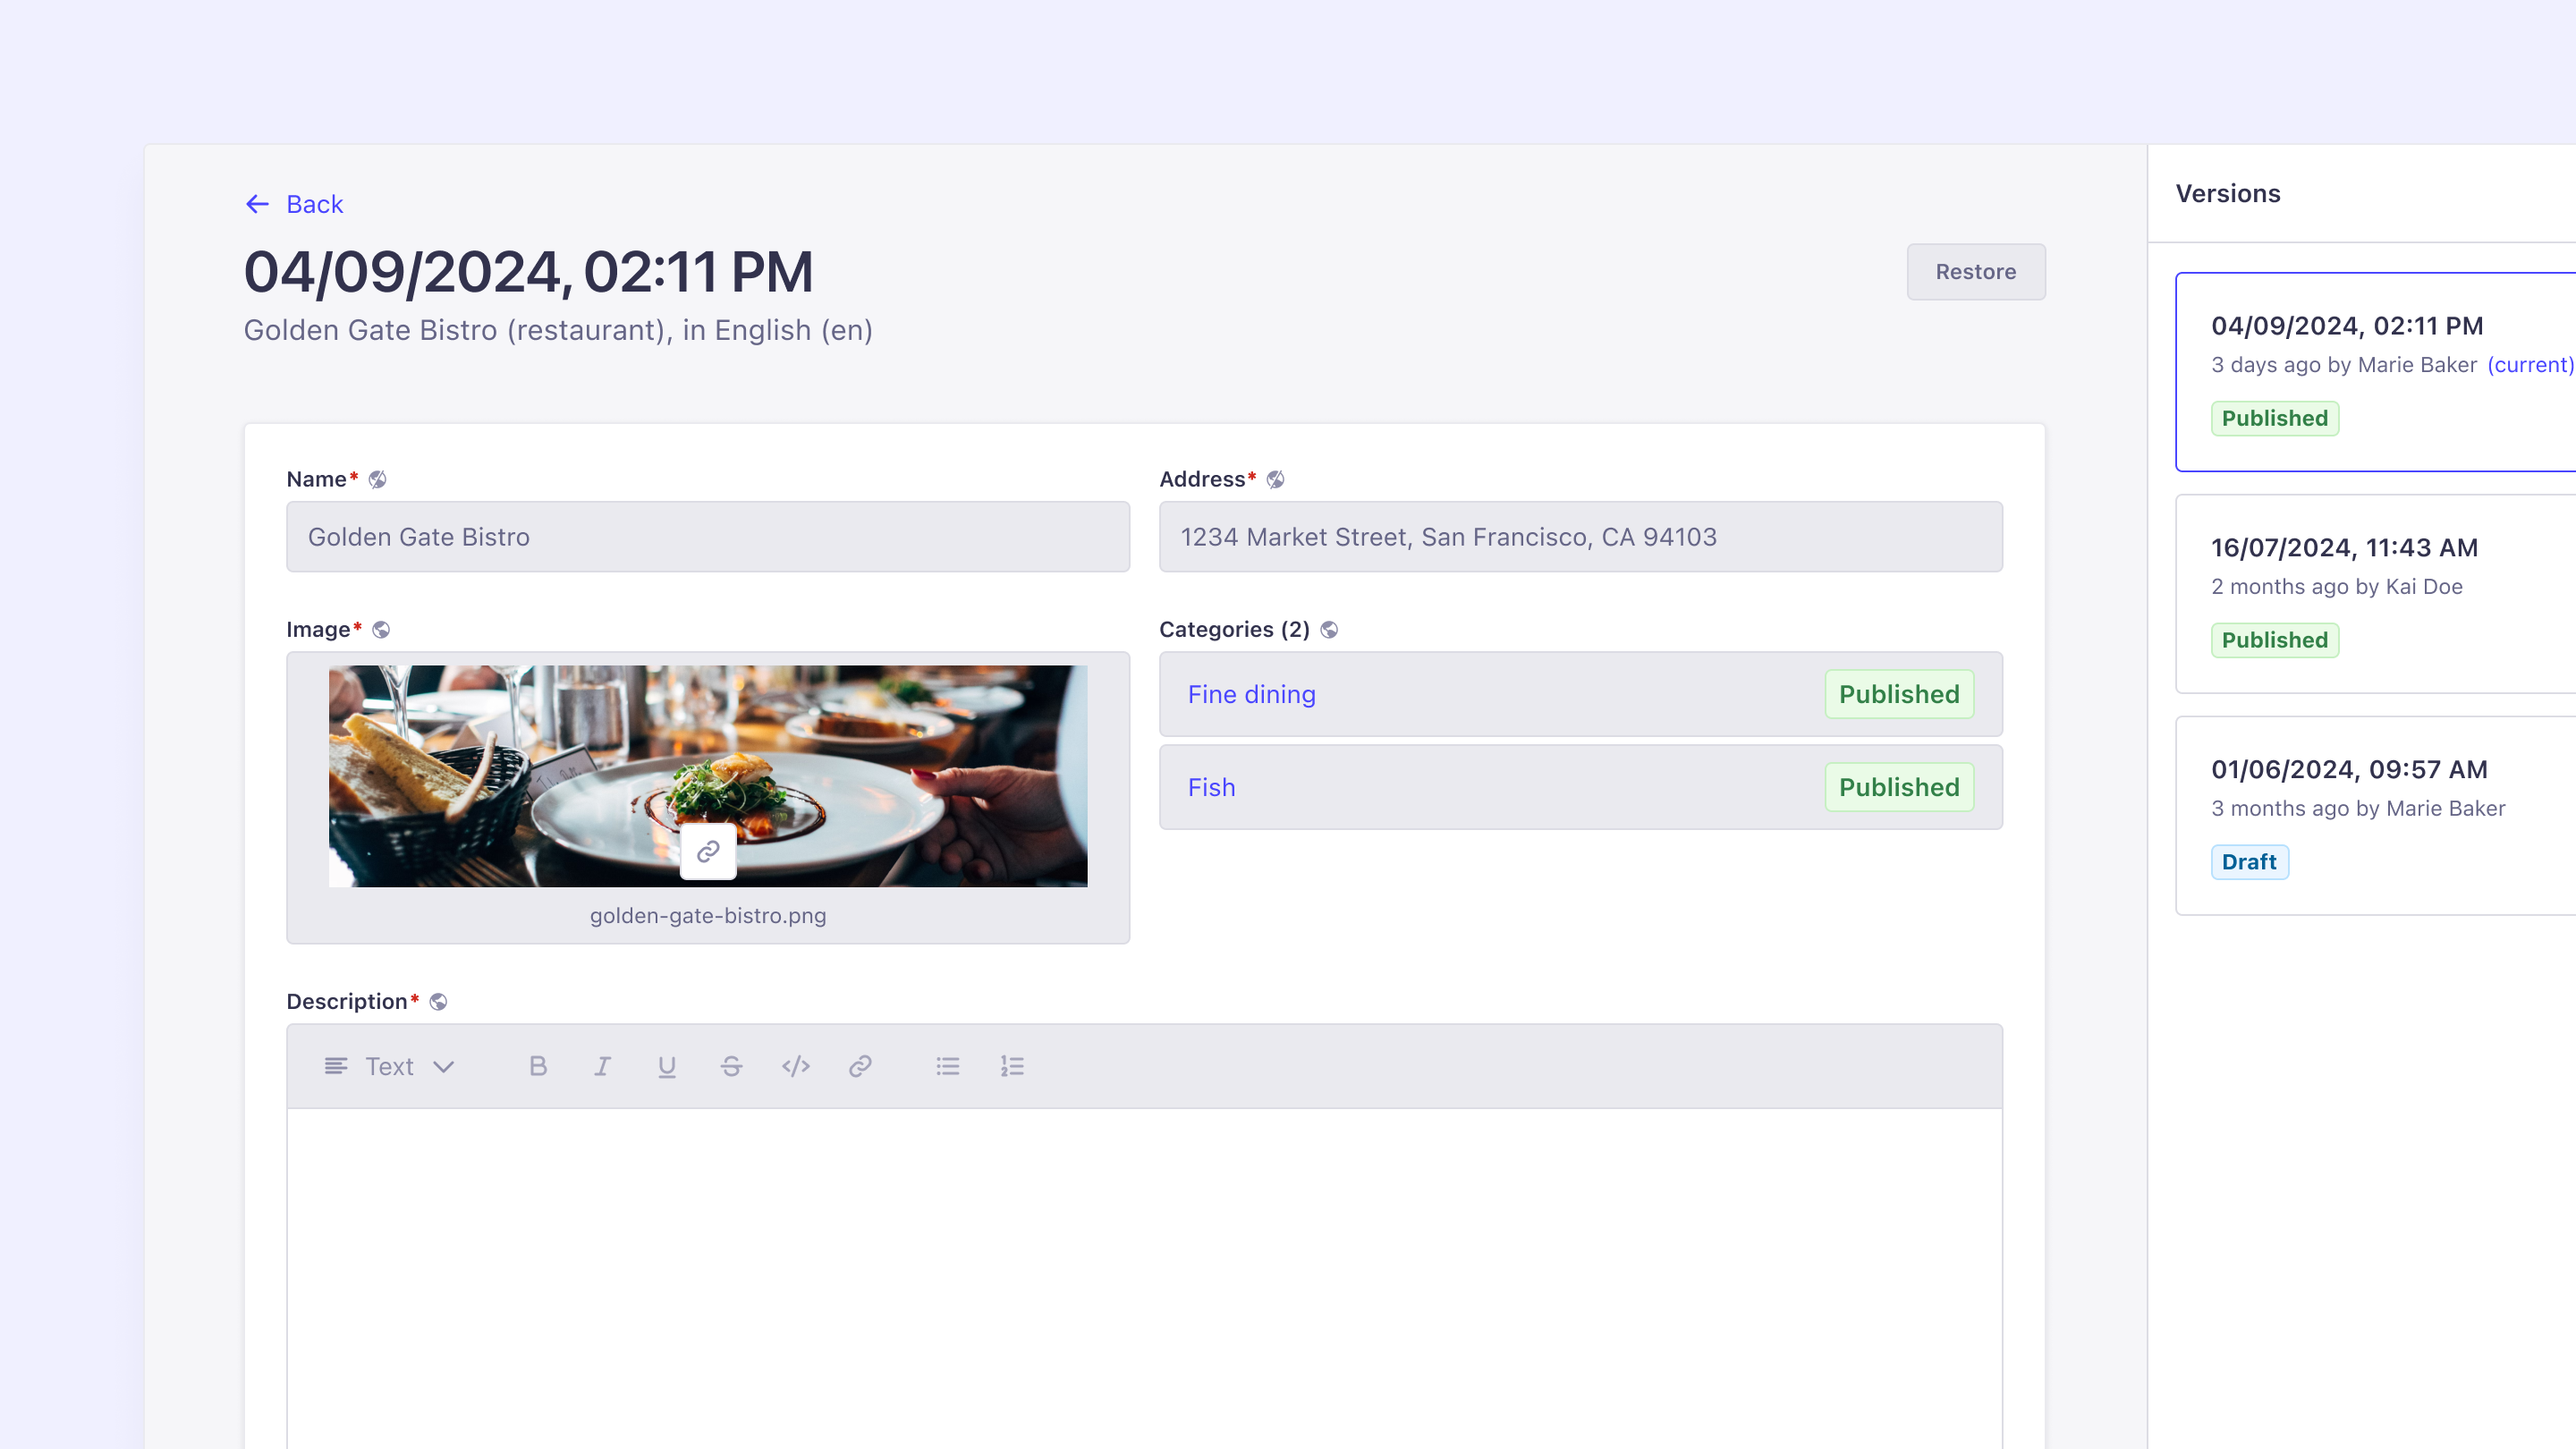 Back
04/09/2024, 02:11 PM
Restore
Golden Gate Bistro (restaurant), in English (en)
Name*
Golden Gate Bistro
Address*
1234 Market Street, San Francisco, CA 94103
Image*
golden-gate-bistro.png
Categories (2)
Fine dining
Published
Fish
Published
Description*
Text
Versions
04/09/2024, 02:11 PM
3 days ago by Marie Baker (current)
Published
16/07/2024, 11:43 AM
2 months ago by Kai Doe
Published
01/06/2024, 09:57 AM
3 months ago by Marie Baker
Draft